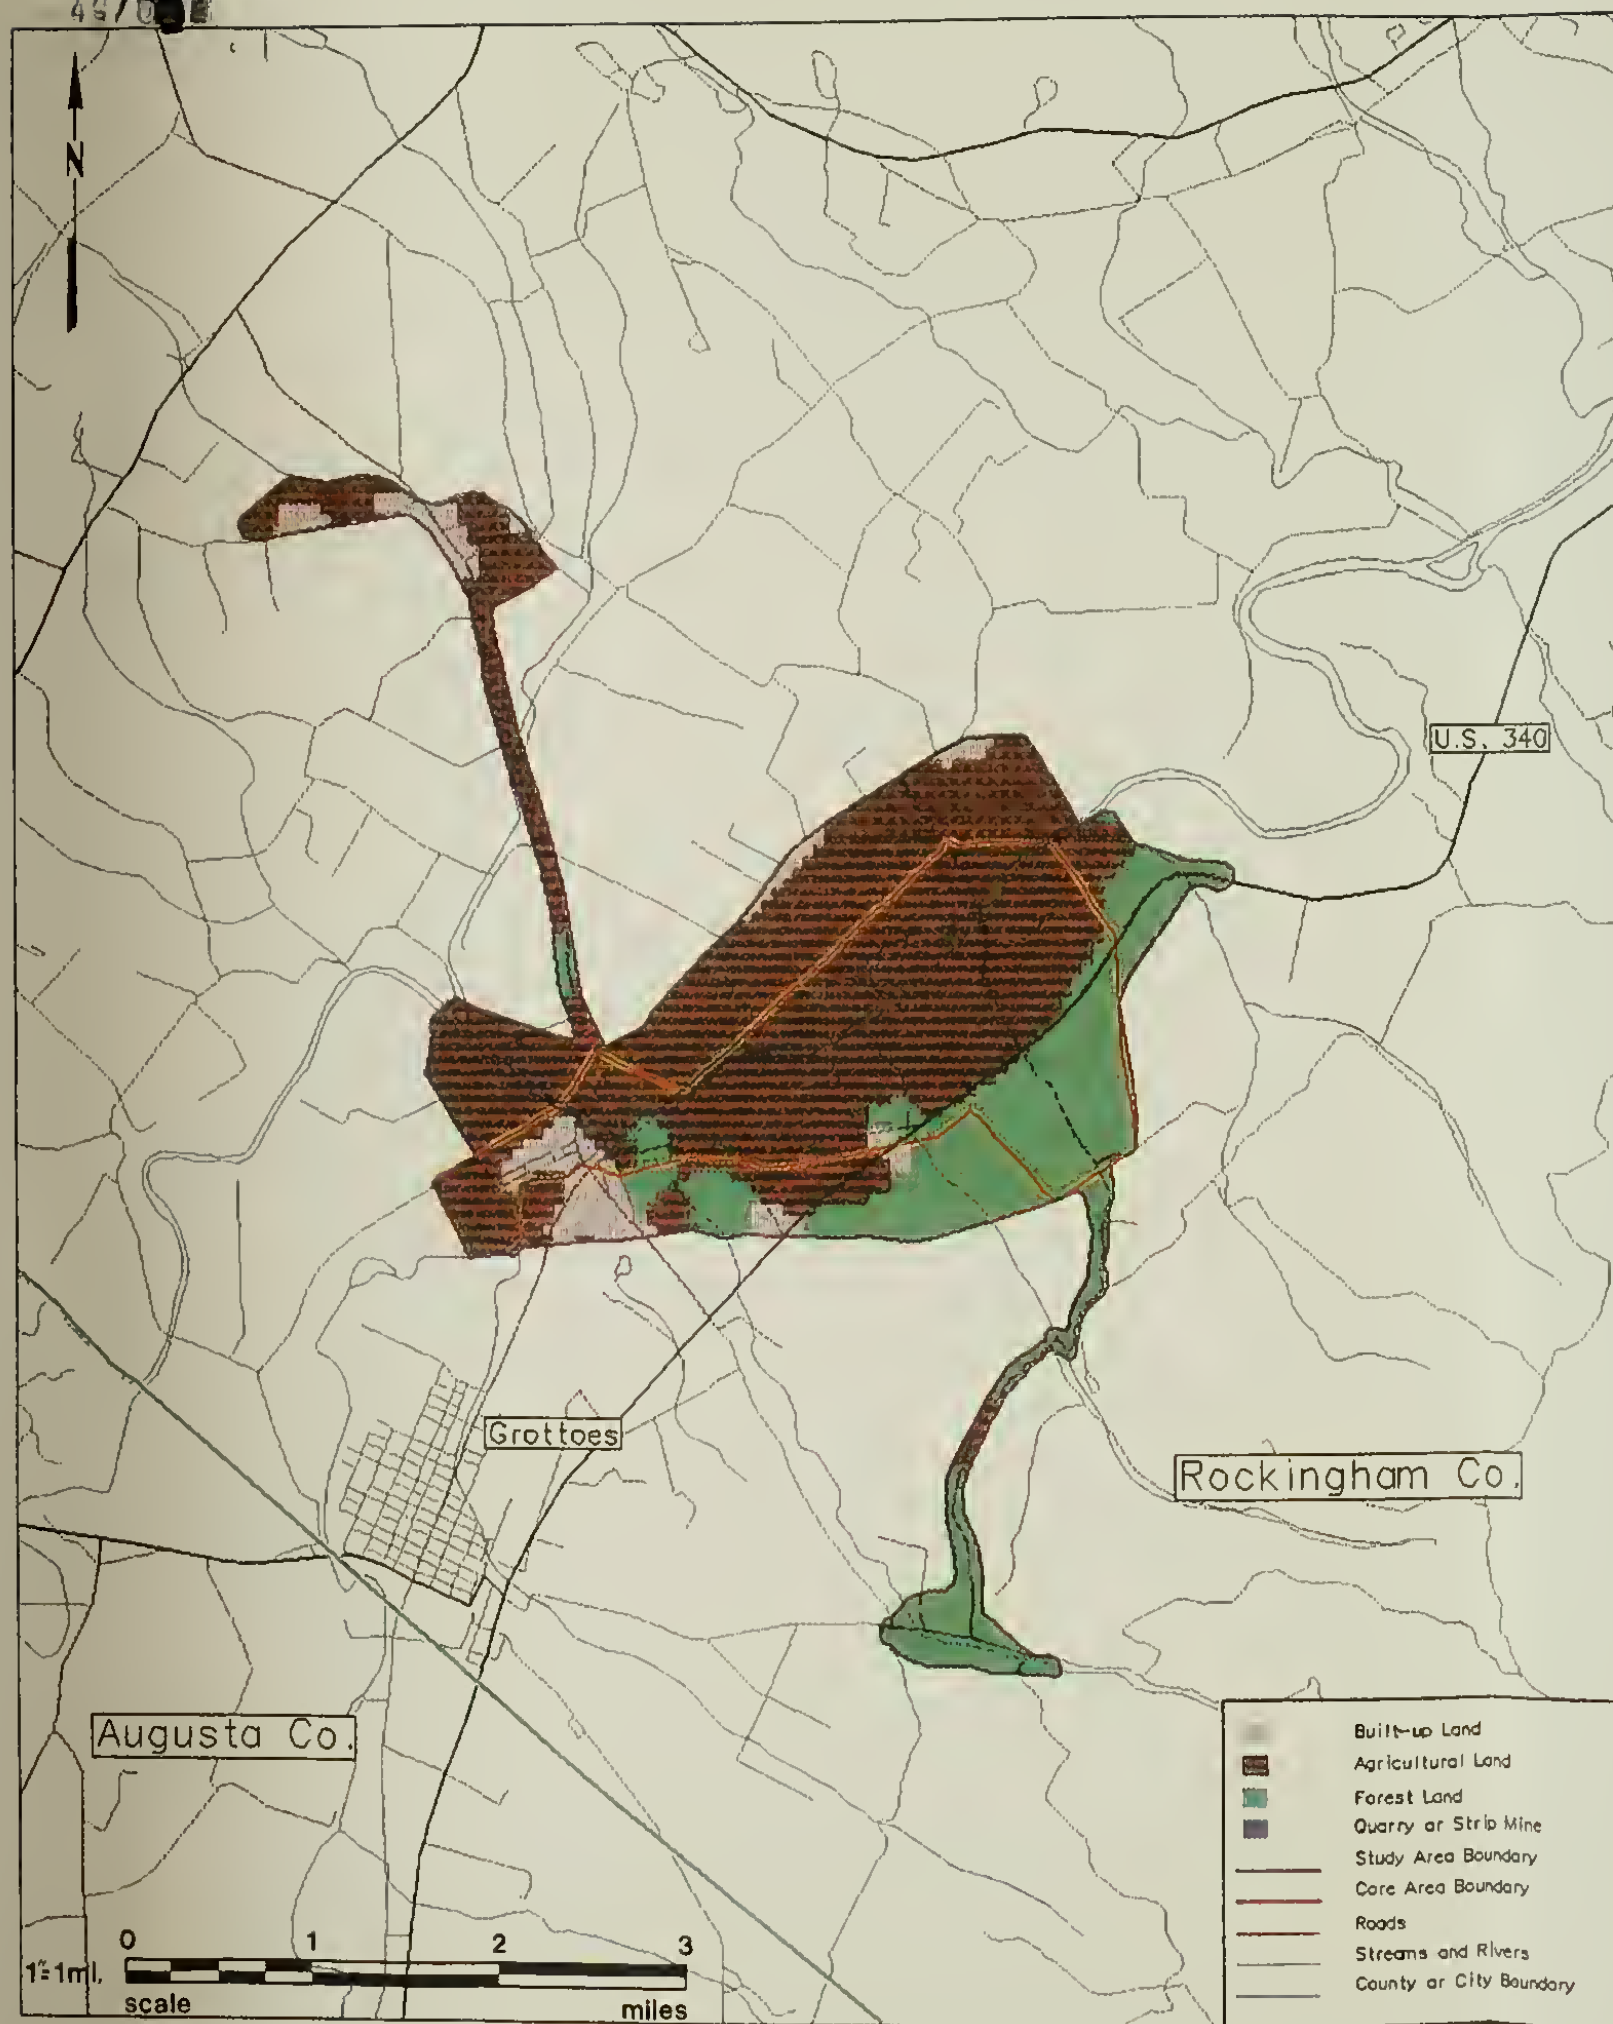 N
U.S. 340
Grottoes
Rockingham Co.
Augusta Co.
Built-up Land
Agricultural Land
Forest Land
Quarry or Strip Mine
Study Area Boundary
Core Area Boundary
Roads
Streams and Rivers
County or City Boundary
0 1 2 3
1"=1mi.
scale miles